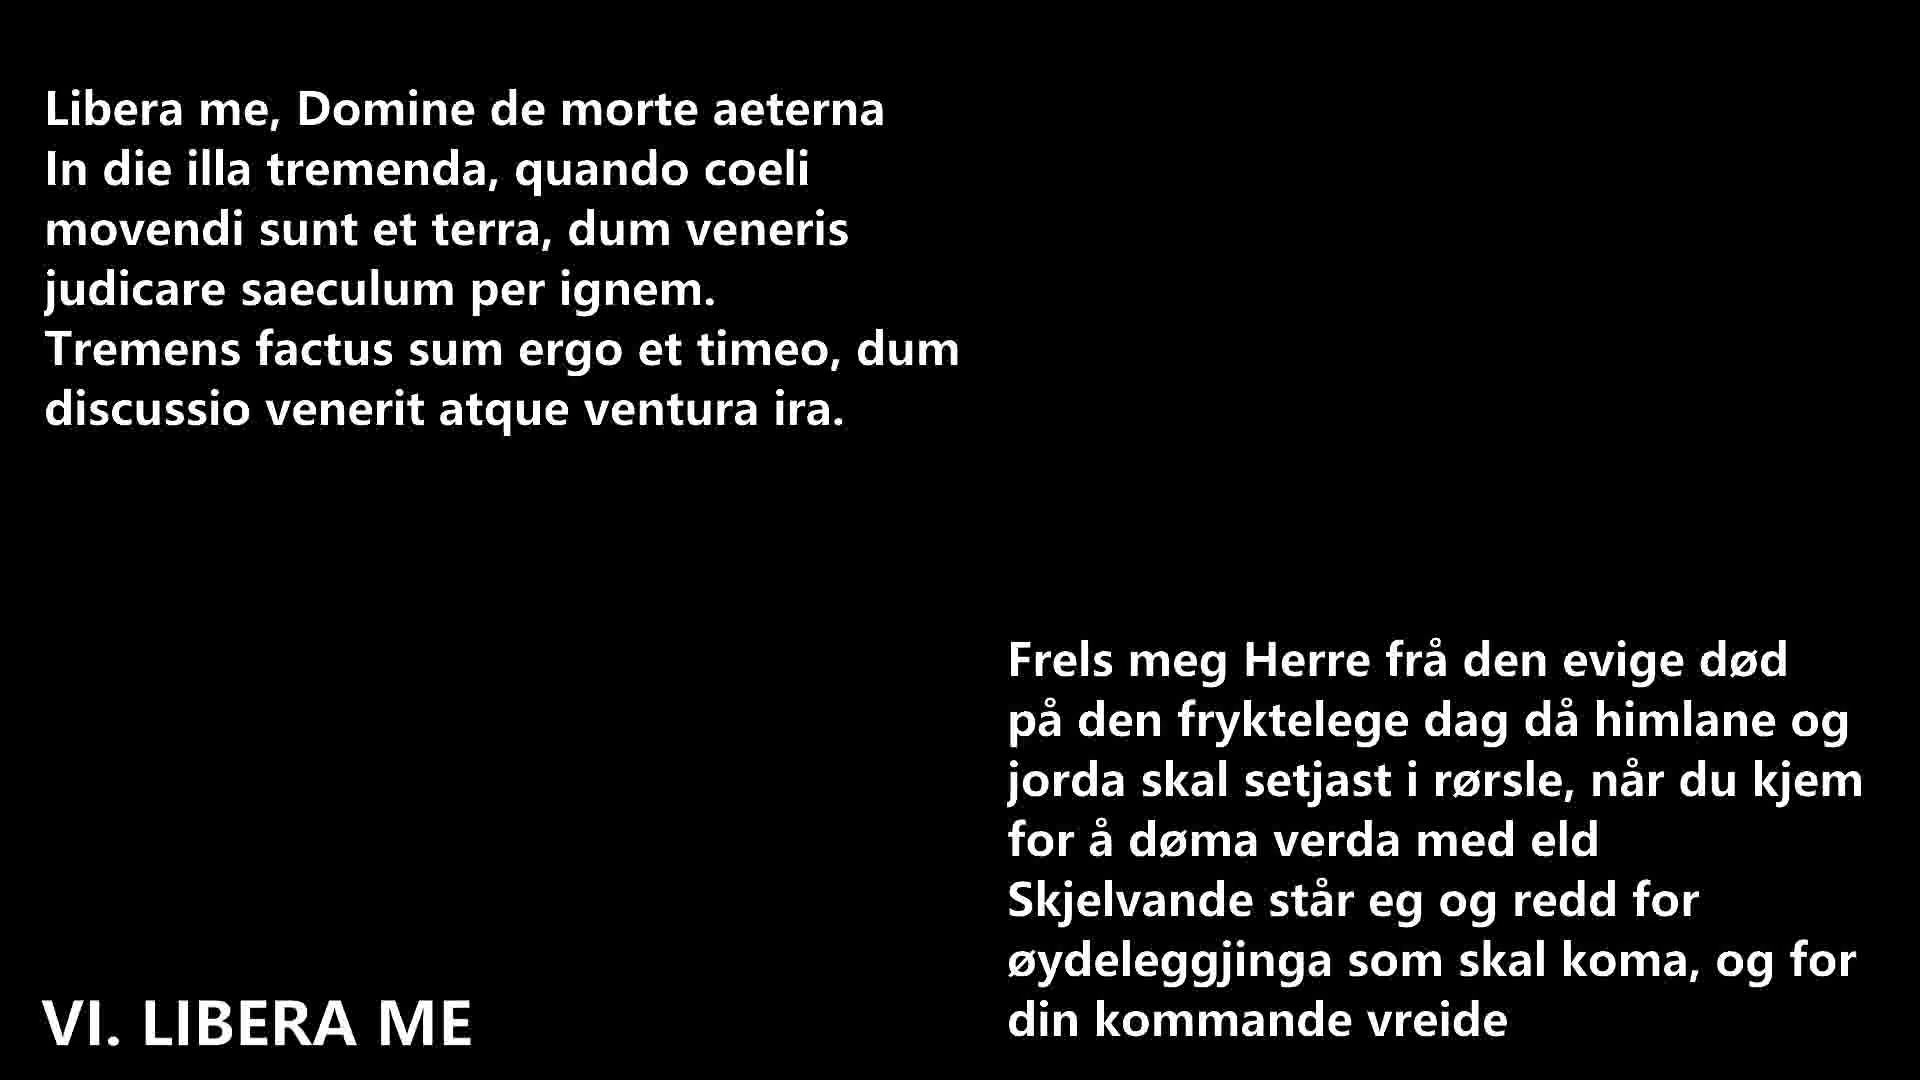 Libera me, Domine de morte aeterna
In die illa tremenda, quando coeli
movendi sunt et terra, dum veneris
judicare saeculum per ignem.
Tremens factus sum ergo et timeo, dum
discussio venerit atque ventura ira.
Frels meg Herre frå den evige død
på den fryktelege dag då himlane og
jorda skal setjast i rørsle, når du kjem
for å døma verda med eld
Skjelvande står eg og redd for
øydeleggjinga som skal koma, og for
din kommande vreide
VI. LIBERA ME